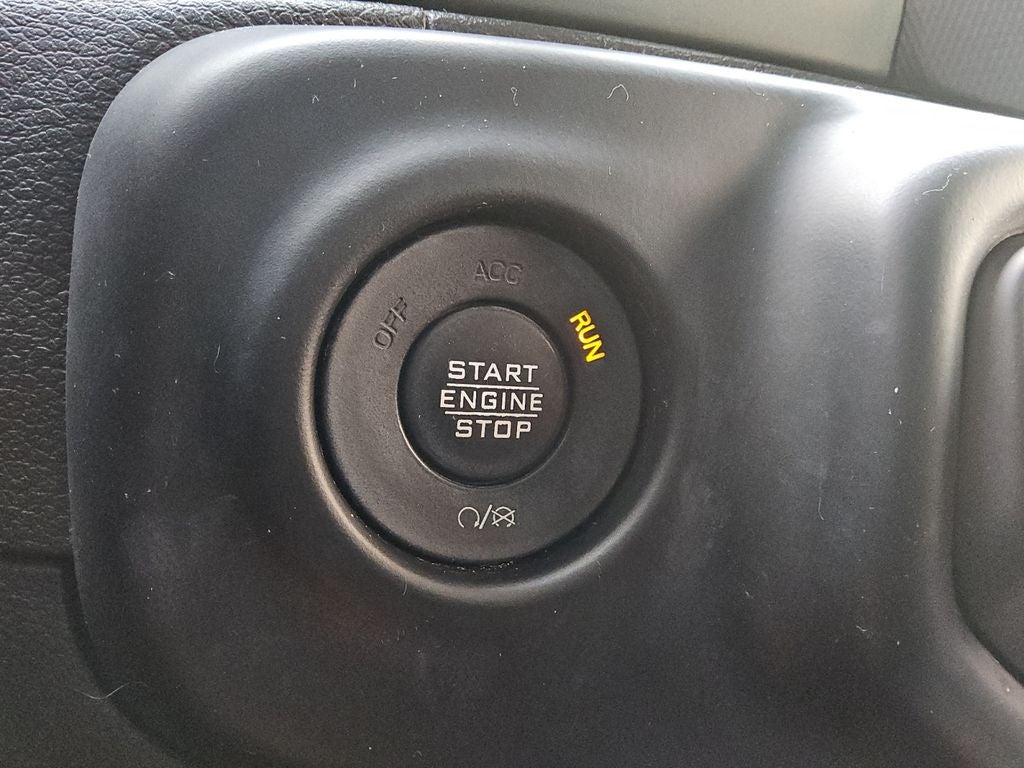 ACC
OFF
RUN
START
ENGINE
STOP